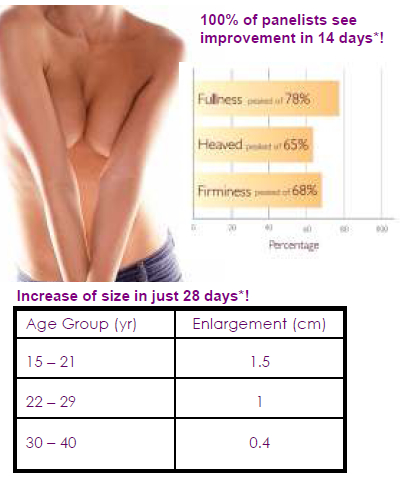 100% of panelists see
improvement in 14 days*!
Fullness peaked at 78%
Heaved peaked at 65%
Firminess peaked at 68%
0 20 40 60 80 100
Percentage
Increase of size in just 28 days*!
Age Group (yr) Enlargement (cm)
15 – 21 1.5
22 – 29 1
30 – 40 0.4